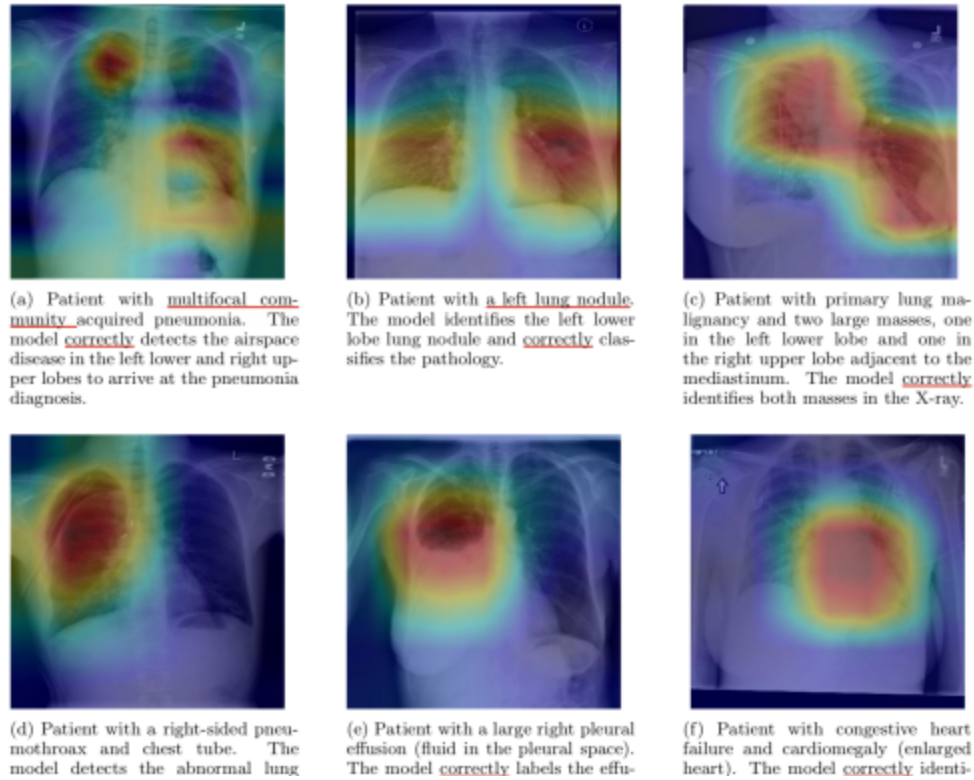 (a) Patient with multifocal com-
munity acquired pneumonia. The
model correctly detects the airspace
disease in the left lower and right up-
per lobes to arrive at the pneumonia
diagnosis.
(b) Patient with a left lung nodule.
The model identifies the left lower
lobe lung nodule and correctly clas-
sifies the pathology.
(c) Patient with primary lung ma-
lignancy and two large masses, one
in the left lower lobe and one in
the right upper lobe adjacent to the
mediastinum. The model correctly
identifies both masses in the X-ray.
(d) Patient with a right-sided pneu-
mothroax and chest tube. The
model detects the abnormal lung
(e) Patient with a large right pleural
effusion (fluid in the pleural space).
The model correctly labels the effu-
(f) Patient with congestive heart
failure and cardiomegaly (enlarged
heart). The model correctly identi-